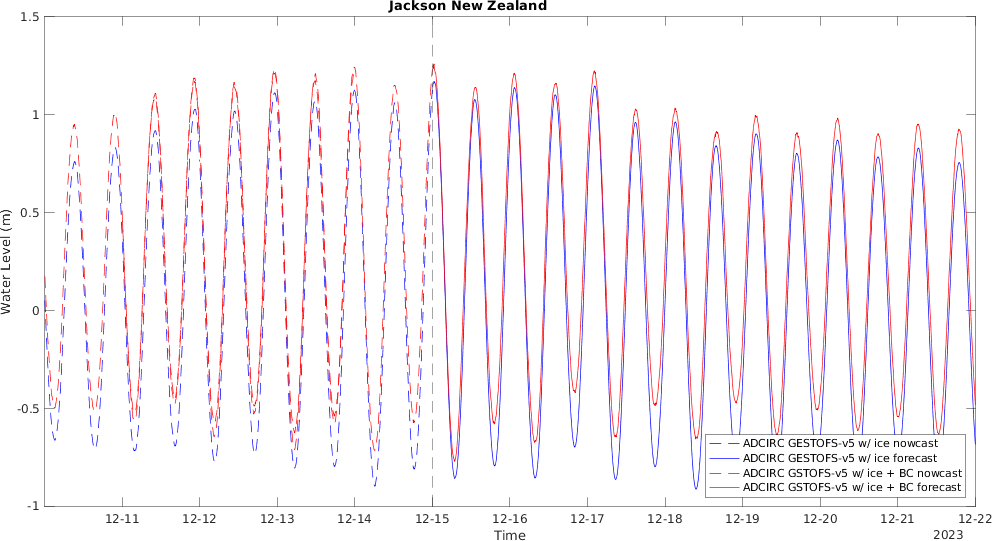 Jackson New Zealand
1.5
1
0.5
0
-0.5
-1
Water Level (m)
12-11
12-12
12-13
12-14
12-15
12-16
12-17
12-18
12-19
12-20
12-21
12-22
Time
2023
ADCIRC GESTOFS-v5 w/ ice nowcast
ADCIRC GESTOFS-v5 w/ ice forecast
ADCIRC GSTOFS-v5 w/ ice + BC nowcast
ADCIRC GSTOFS-v5 w/ ice + BC forecast